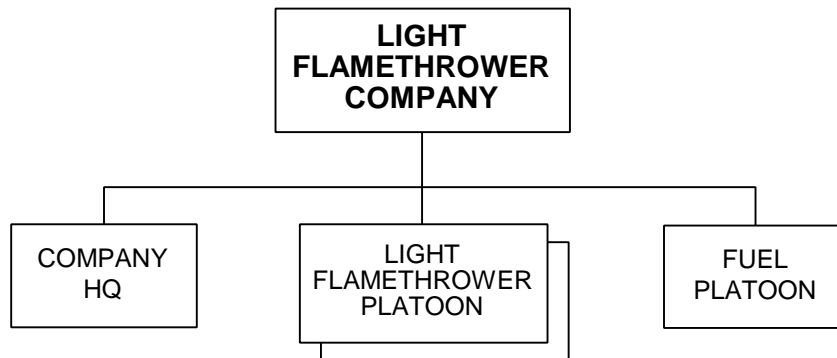 LIGHT
FLAMETHROWER
COMPANY
COMPANY
HQ
LIGHT
FLAMETHROWER
PLATOON
FUEL
PLATOON